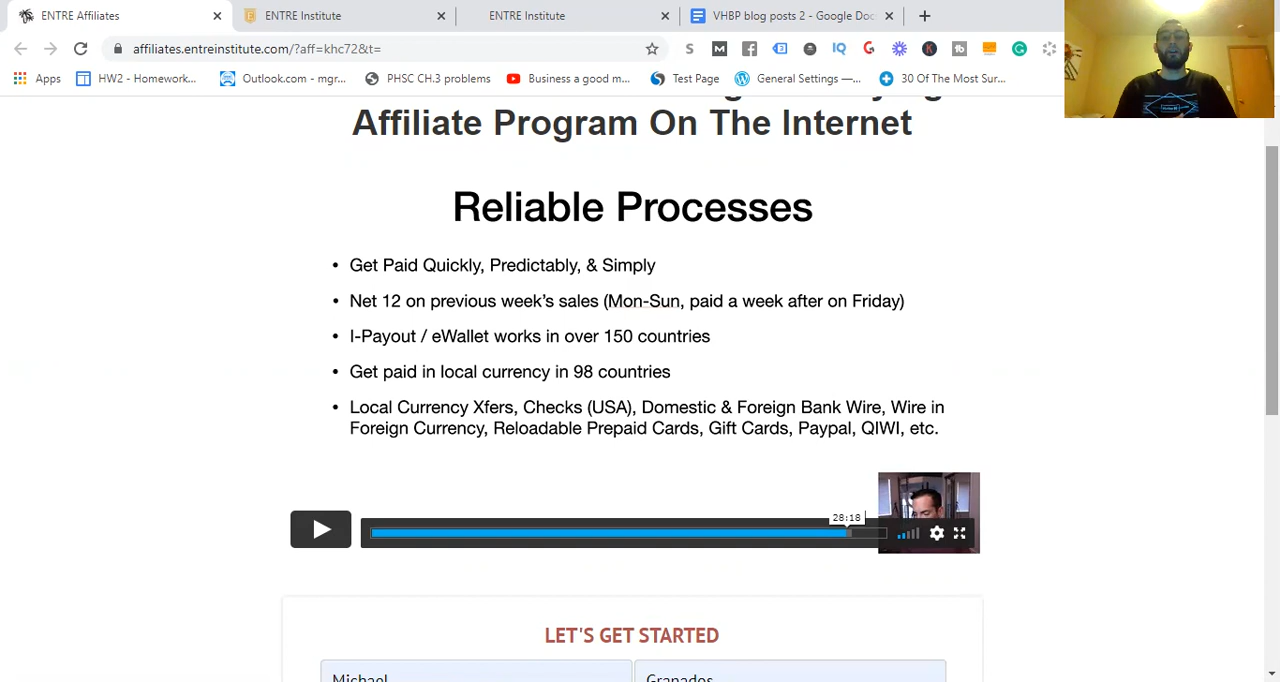 ENTRE Affiliates
ENTRE Institute
ENTRE Institute
VHBP blog posts 2 - Google Doc
affiliates.entreinstitute.com/?aff=khc72&t=
Apps
HW2 - Homework...
Outlook.com - mgr...
PHSC CH.3 problems
Business a good m...
Test Page
General Settings —...
30 Of The Most Sur...
Affiliate Program On The Internet
Reliable Processes
• Get Paid Quickly, Predictably, & Simply
• Net 12 on previous week's sales (Mon-Sun, paid a week after on Friday)
• I-Payout / eWallet works in over 150 countries
• Get paid in local currency in 98 countries
• Local Currency Xfers, Checks (USA), Domestic & Foreign Bank Wire, Wire in
Foreign Currency, Reloadable Prepaid Cards, Gift Cards, Paypal, QIWI, etc.
28:18
LET'S GET STARTED
Michael
Granados